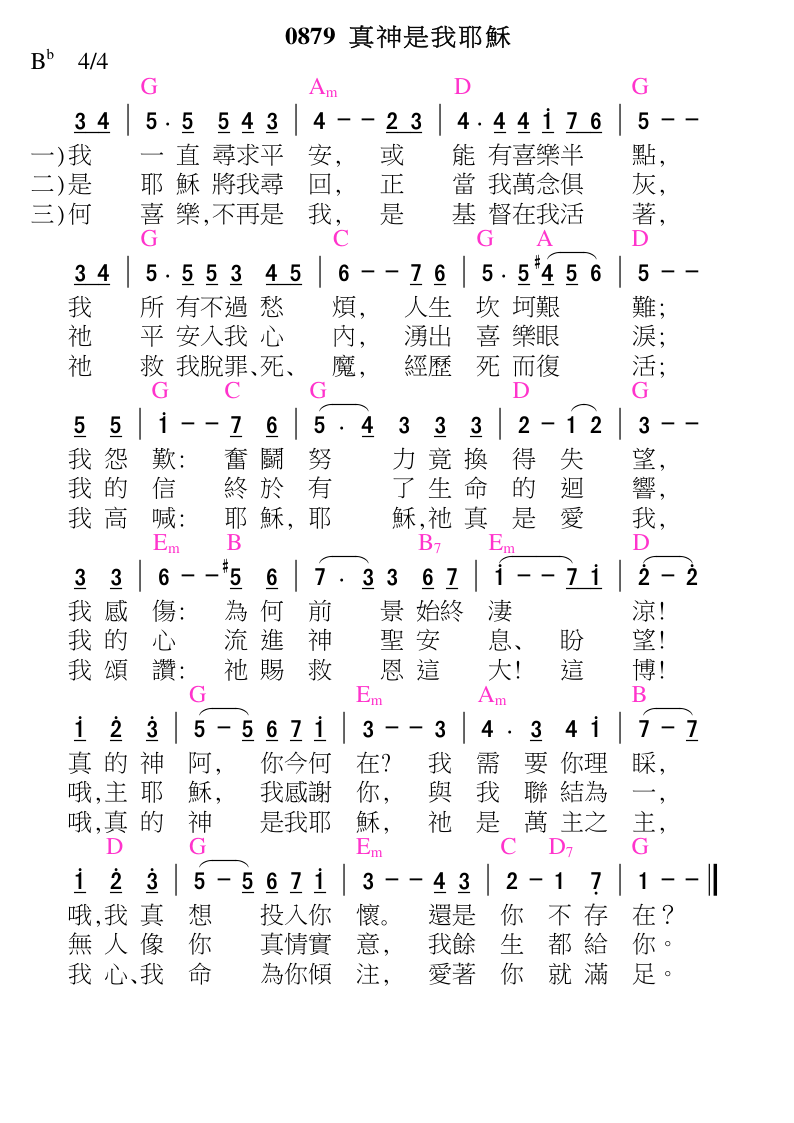 0879 真神是我耶穌
B♭ 4/4
G Am D G
3 4 | 5 . 5 5 4 3 | 4 - - 2 3 | 4 . 4 4 i 7 6 | 5 - -
一)我 一 直 尋求平 安, 或 能 有喜樂半 點,
二)是 耶 穌 將我尋 回, 正 當 我萬念俱 灰,
三)何 喜 樂,不再是 我, 是 基 督在我活 著,
G C G A D
3 4 | 5 . 5 5 3 4 5 | 6 - - 7 6 | 5 . 5 #4 5 6 | 5 - -
我 所 有不過 愁 煩, 人生 坎 坷艱 難;
祂 平 安入我 心 內, 湧出 喜 樂眼 淚;
祂 救 我脫罪、死、 魔, 經歷 死 而復 活;
G C G D G
5 5 | i - - 7 6 | 5 . 4 3 3 3 | 2 - 1 2 | 3 - -
我 怨 歎: 奮 鬪 努 力 竟 換 得 失 望,
我 的 信 終 於 有 了 生 命 的 迴 響,
我 高 喊: 耶 穌, 耶 穌,祂 真 是 愛 我,
Em B B7 Em D
3 3 | 6 - - #5 6 | 7 . 3 3 6 7 | i - - 7 i | 2̇ - 2̇
我 感 傷: 為 何 前 景 始終 淒 涼!
我 的 心 流 進 神 聖 安 息、 盼 望!
我 頌 讚: 祂 賜 救 恩 這 大! 這 博!
G Em Am B
i 2̇ 3̇ | 5 - 5 6 7 i | 3 - - 3 | 4 . 3 4 i | 7 - 7
真 的 神 阿, 你今何 在? 我 需 要 你理 睬,
哦,主 耶 穌, 我感謝 你, 與 我 聯 結為 一,
哦,真 的 神 是我耶 穌, 祂 是 萬 主之 主,
D G Em C D7 G
i 2̇ 3̇ | 5 - 5 6 7 i | 3 - - 4 3 | 2 - 1 7̣ | 1 - - ‖
哦,我 真 想 投入你 懷。 還是 你 不 存 在?
無 人 像 你 真情實 意, 我餘 生 都 給 你。
我 心、我 命 為你傾 注, 愛著 你 就 滿 足。